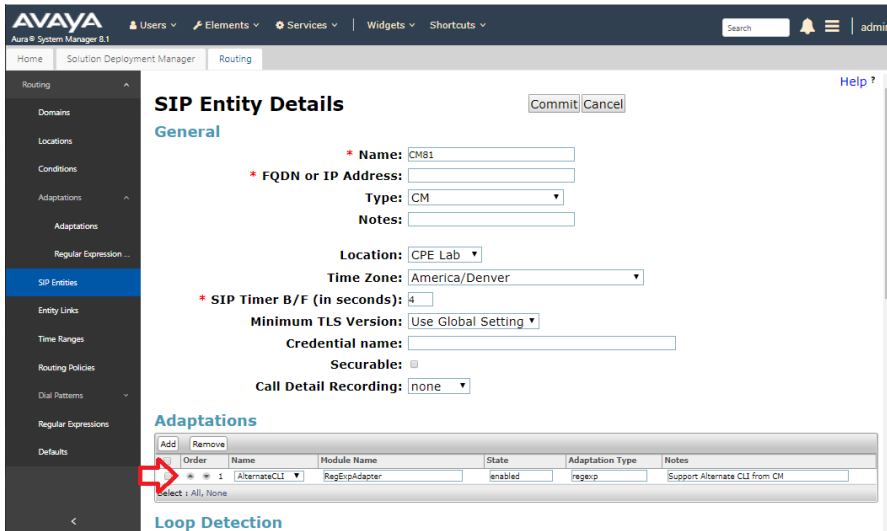 AVAYA
Aura® System Manager 8.1
Users Elements Services | Widgets Shortcuts
Search
admin
Home Solution Deployment Manager Routing
Routing
Domains
Locations
Conditions
Adaptations
Adaptations
Regular Expression ...
SIP Entities
Entity Links
Time Ranges
Routing Policies
Dial Patterns
Regular Expressions
Defaults
Help ?
SIP Entity Details
Commit Cancel
General
* Name: CM81
* FQDN or IP Address:
Type: CM
Notes:
Location: CPE Lab
Time Zone: America/Denver
* SIP Timer B/F (in seconds): 4
Minimum TLS Version: Use Global Setting
Credential name:
Securable:
Call Detail Recording: none
Adaptations
Add Remove
Order Name Module Name State Adaptation Type Notes
1 AlternateCLI RegExpAdapter enabled regexp Support Alternate CLI from CM
Select : All, None
Loop Detection